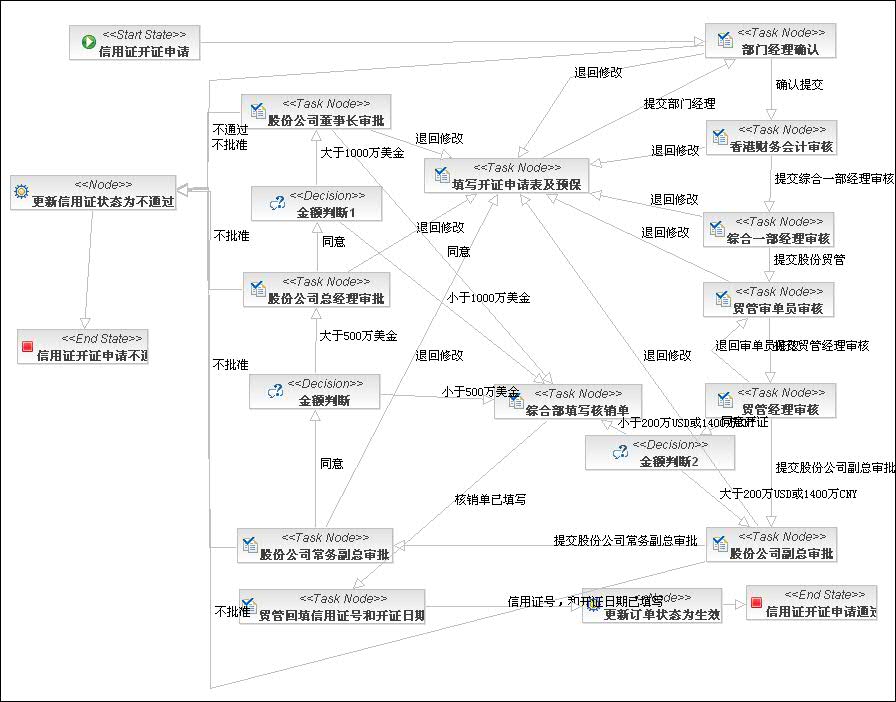 <<Start State>>
信用证开证申请
<<Task Node>>
部门经理确认
退回修改
确认提交
提交部门经理
<<Task Node>>
股份公司董事长审批
不通过
不批准
退回修改
大于1000万美金
<<Task Node>>
香港财务会计审核
退回修改
<<Task Node>>
填写开证申请表及预保
提交综合一部经理审核
<<Node>>
更新信用证状态为不通过
<<Decision>>
金额判断1
退回修改
<<Task Node>>
综合一部经理审核
不批准
同意
退回修改
退回修改
同意
提交股份贸管
<<Task Node>>
股份公司总经理审批
<<Task Node>>
贸管审单员审核
小于1000万美金
大于500万美金
<<End State>>
信用证开证申请不通
退回审单员修改
提交贸管经理审核
不批准
退回修改
退回修改
<<Decision>>
金额判断
小于500万美金
<<Task Node>>
综合部填写核销单
<<Task Node>>
贸管经理审核
小于200万USD或1400万CNY
同意开证
<<Decision>>
金额判断2
同意
提交股份公司副总审批
大于200万USD或1400万CNY
核销单已填写
<<Task Node>>
股份公司常务副总审批
提交股份公司常务副总审批
<<Task Node>>
股份公司副总审批
不批准
<<Task Node>>
贸管回填信用证号和开证日期
信用证号，和开证日期已填写
<<Node>>
更新订单状态为生效
<<End State>>
信用证开证申请通过